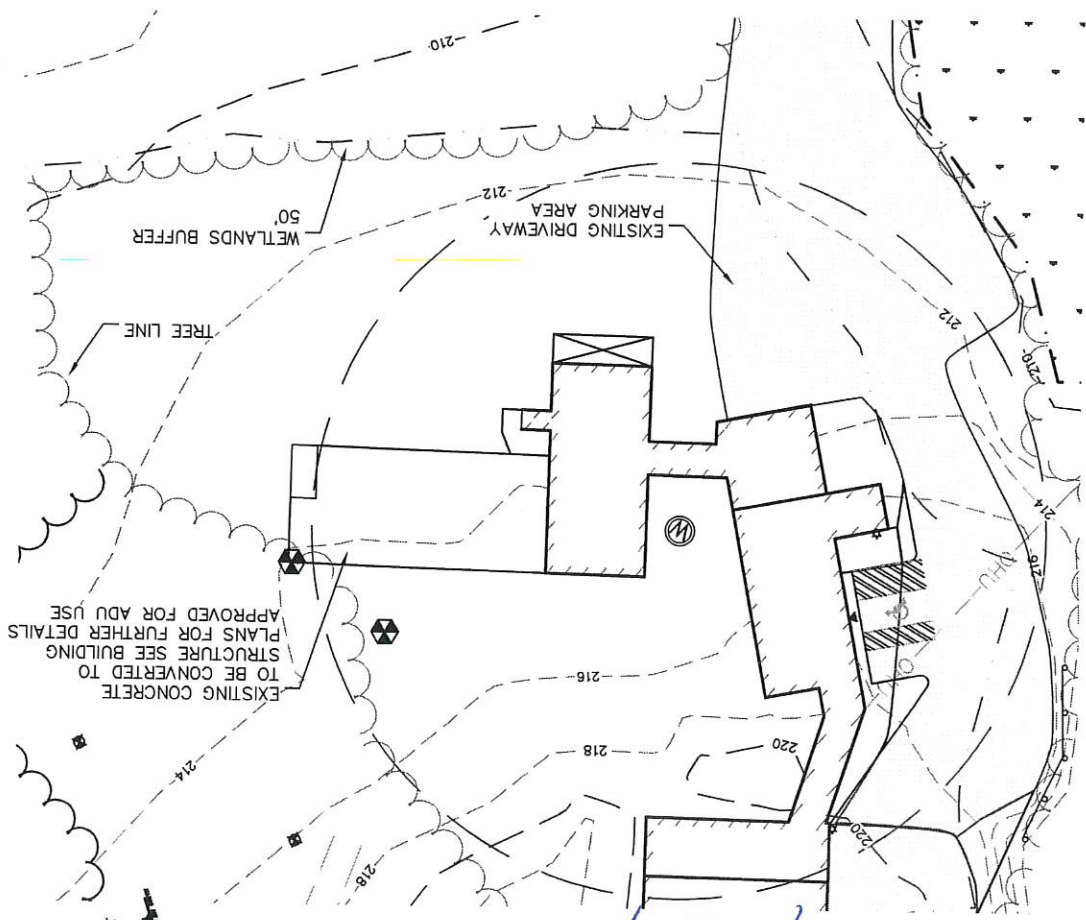 EXISTING CONCRETE
TO BE CONVERTED TO
STRUCTURE SEE BUILDING
PLANS FOR FURTHER DETAILS
APPROVED FOR ADU USE
TREE LINE
WETLANDS BUFFER
50'
EXISTING DRIVEWAY
PARKING AREA
W
OHU
OHU
220
220
218
218
216
216
214
214
212
212
210
210